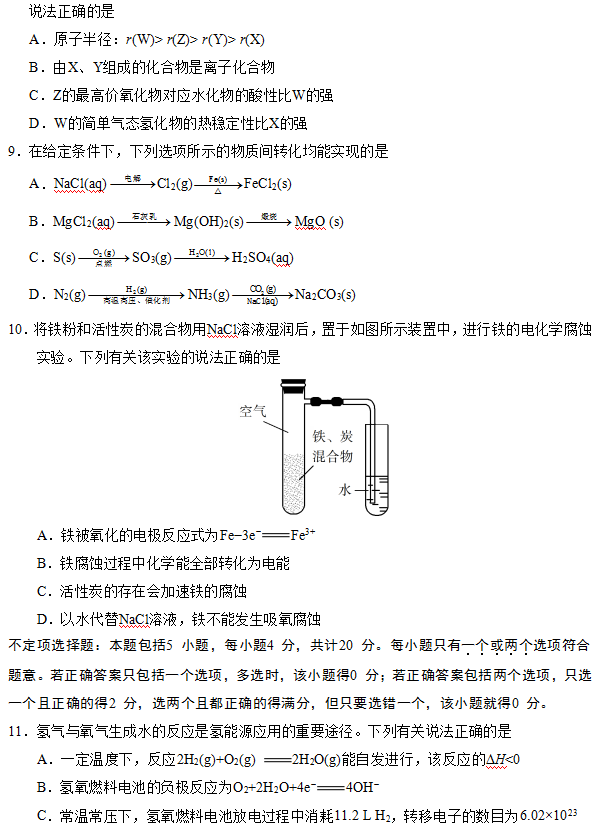 说法正确的是
A．原子半径：r(W)> r(Z)> r(Y)> r(X)
B．由X、Y组成的化合物是离子化合物
C．Z的最高价氧化物对应水化物的酸性比W的强
D．W的简单气态氢化物的热稳定性比X的强
9．在给定条件下，下列选项所示的物质间转化均能实现的是
A．NaCl(aq) 电解→ Cl2(g) Fe(s)/△→ FeCl2(s)
B．MgCl2(aq) 石灰乳→ Mg(OH)2(s) 煅烧→ MgO (s)
C．S(s) O2(g)/点燃→ SO3(g) H2O(l)→ H2SO4(aq)
D．N2(g) H2(g)/高温高压、催化剂→ NH3(g) CO2(g)/NaCl(aq)→ Na2CO3(s)
10．将铁粉和活性炭的混合物用NaCl溶液湿润后，置于如图所示装置中，进行铁的电化学腐蚀
实验。下列有关该实验的说法正确的是
空气
铁、炭
混合物
水
A．铁被氧化的电极反应式为Fe−3e−═══Fe3+
B．铁腐蚀过程中化学能全部转化为电能
C．活性炭的存在会加速铁的腐蚀
D．以水代替NaCl溶液，铁不能发生吸氧腐蚀
不定项选择题：本题包括5 小题，每小题4 分，共计20 分。每小题只有一个或两个选项符合
题意。若正确答案只包括一个选项，多选时，该小题得0 分；若正确答案包括两个选项，只选
一个且正确的得2 分，选两个且都正确的得满分，但只要选错一个，该小题就得0 分。
11．氢气与氧气生成水的反应是氢能源应用的重要途径。下列有关说法正确的是
A．一定温度下，反应2H2(g)+O2(g) ═══2H2O(g)能自发进行，该反应的ΔH<0
B．氢氧燃料电池的负极反应为O2+2H2O+4e−═══4OH−
C．常温常压下，氢氧燃料电池放电过程中消耗11.2 L H2，转移电子的数目为6.02×10²³